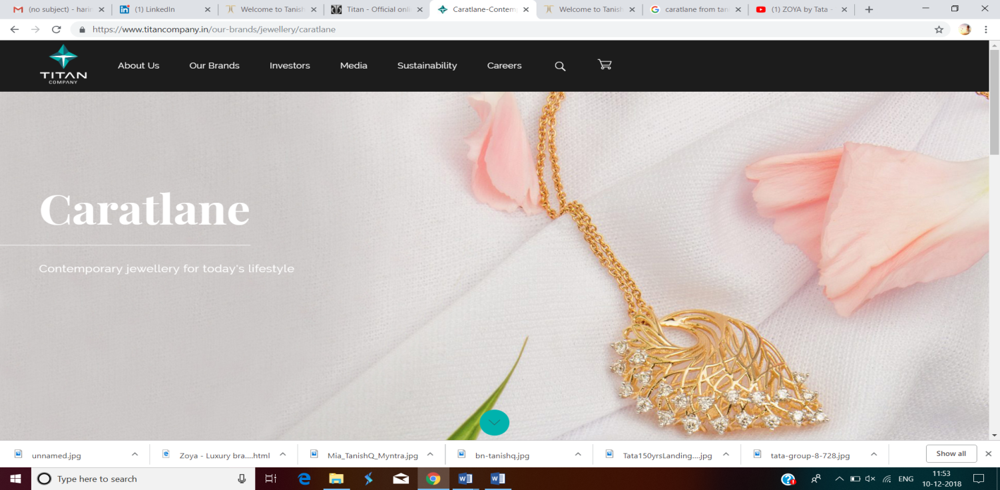 (no subject) - harin
(1) LinkedIn
Welcome to Tanish
Titan - Official onli
Caratlane-Contemp
Welcome to Tanish
caratlane from tan
(1) ZOYA by Tata -
https://www.titancompany.in/our-brands/jewellery/caratlane
TITAN
COMPANY
About Us
Our Brands
Investors
Media
Sustainability
Careers
Caratlane
Contemporary jewellery for today's lifestyle
unnamed.jpg
Zoya - Luxury bra....html
Mia_TanishQ_Myntra.jpg
bn-tanishq.jpg
Tata150yrsLanding....jpg
tata-group-8-728.jpg
Show all
Type here to search
ENG
11:53
10-12-2018